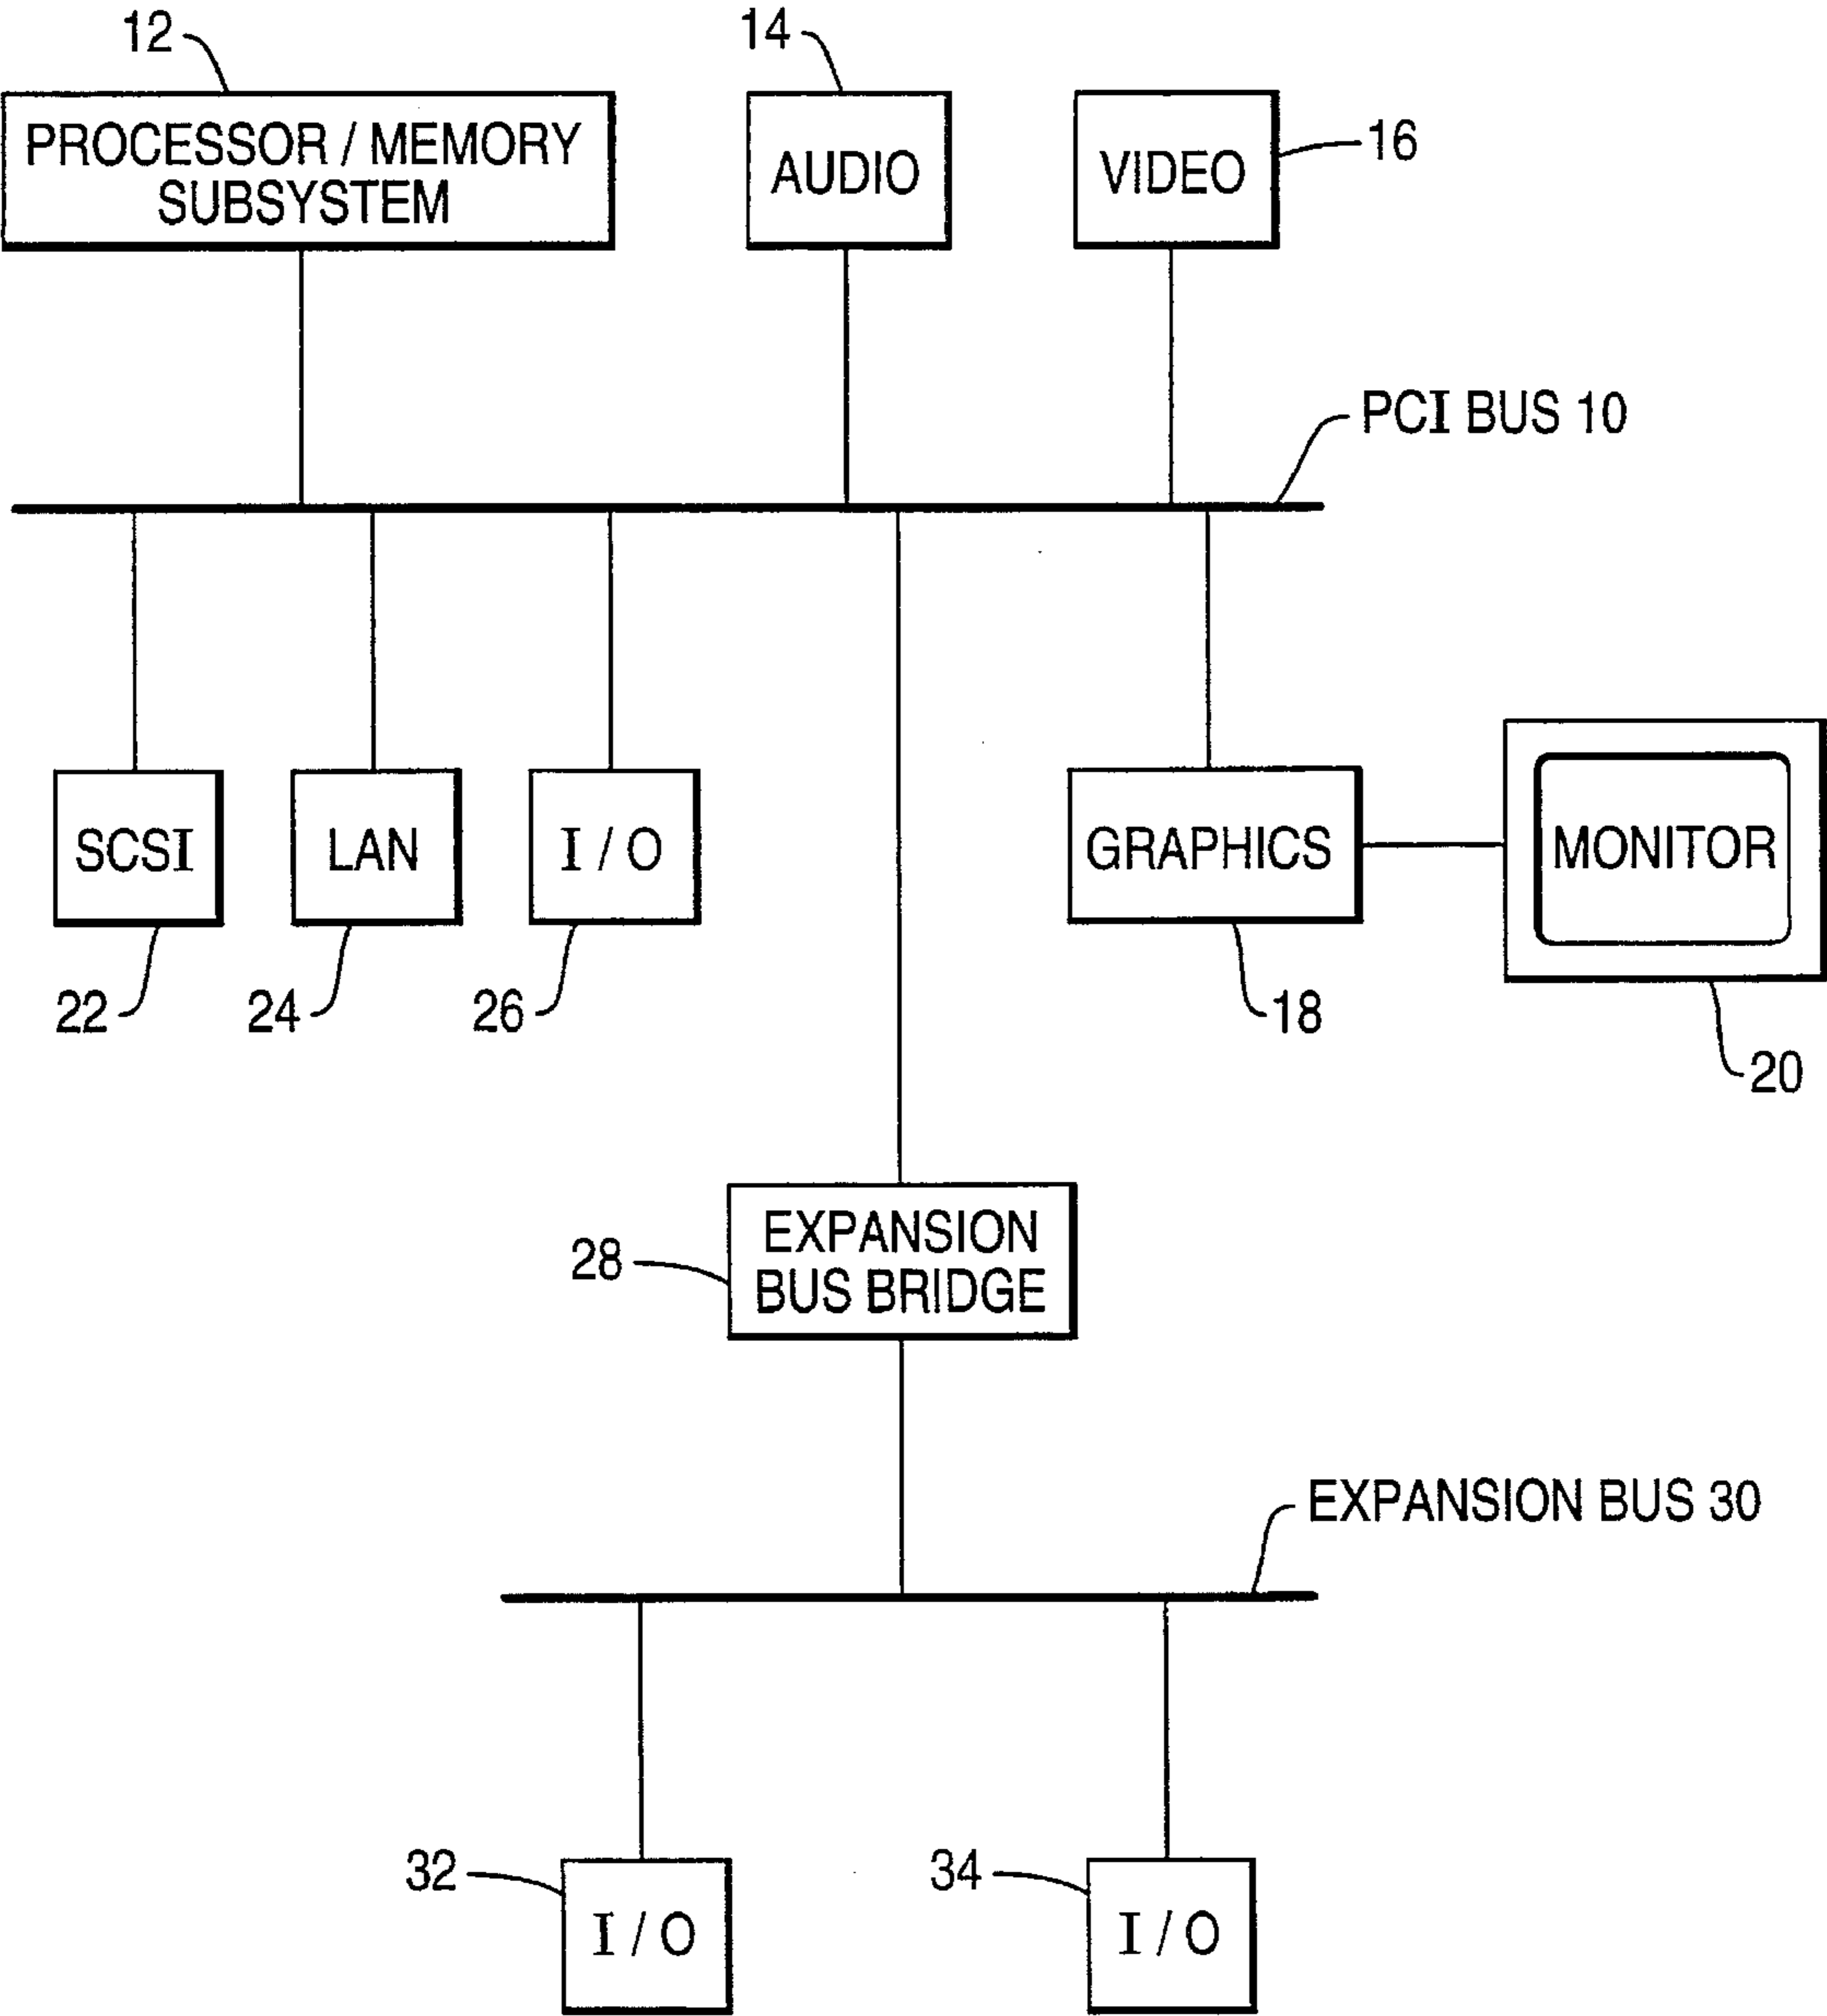 12
14
PROCESSOR / MEMORY
SUBSYSTEM
AUDIO
VIDEO
16
PCI BUS 10
SCSI
LAN
I / O
GRAPHICS
MONITOR
22
24
26
18
20
28
EXPANSION
BUS BRIDGE
EXPANSION BUS 30
32
I / O
34
I / O